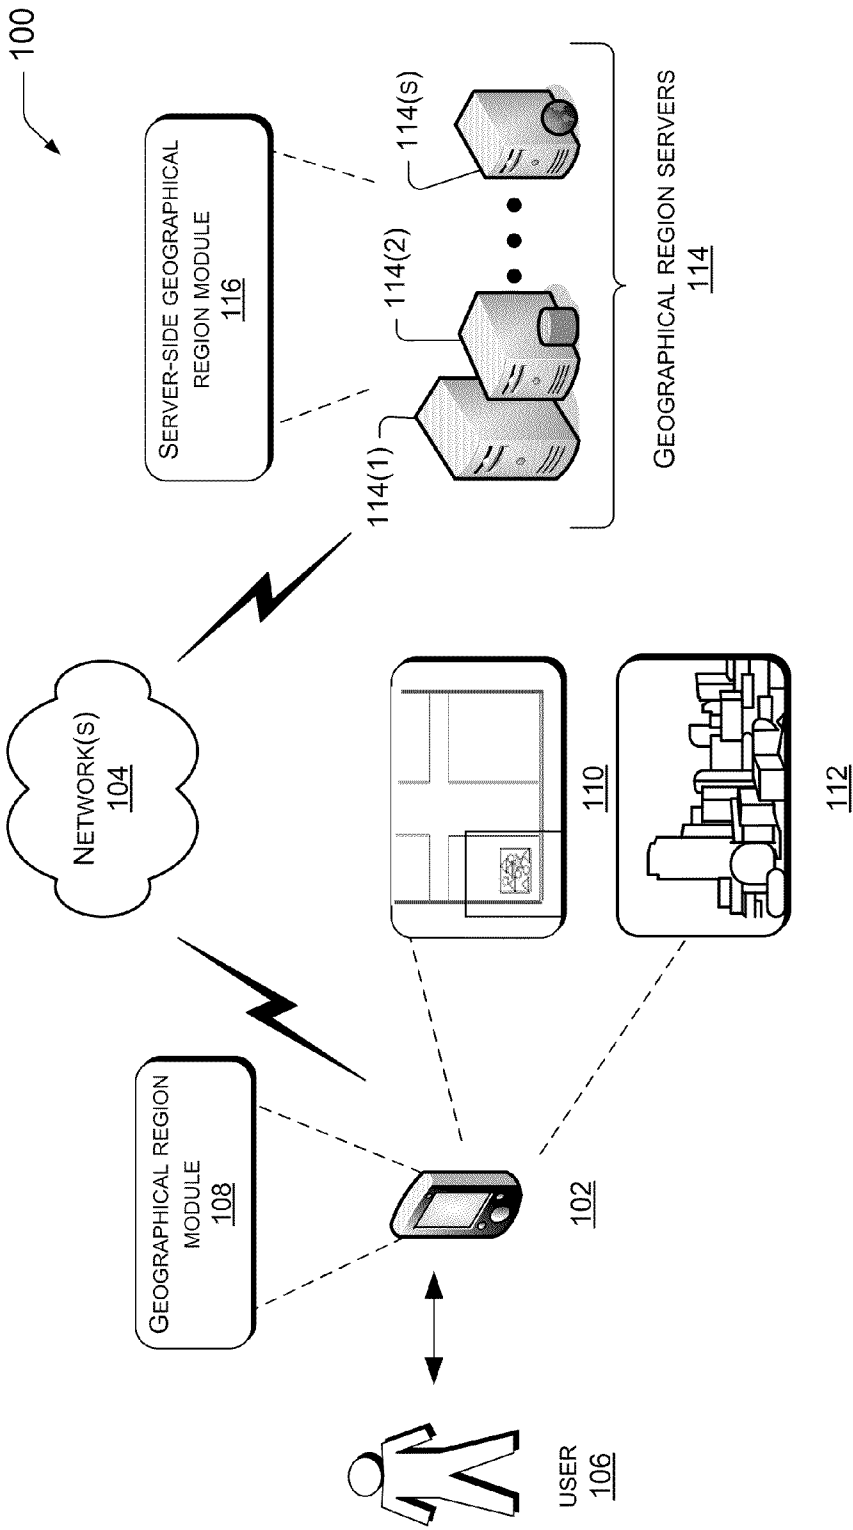 100
SERVER-SIDE GEOGRAPHICAL
REGION MODULE
116
114(1)
114(2)
114(S)
GEOGRAPHICAL REGION SERVERS
114
NETWORK(S)
104
110
112
GEOGRAPHICAL REGION
MODULE
108
102
USER
106